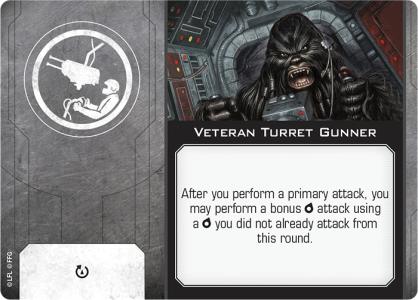 Veteran Turret Gunner
After you perform a primary attack, you
may perform a bonus attack using
a you did not already attack from
this round.
© LFL © FFG